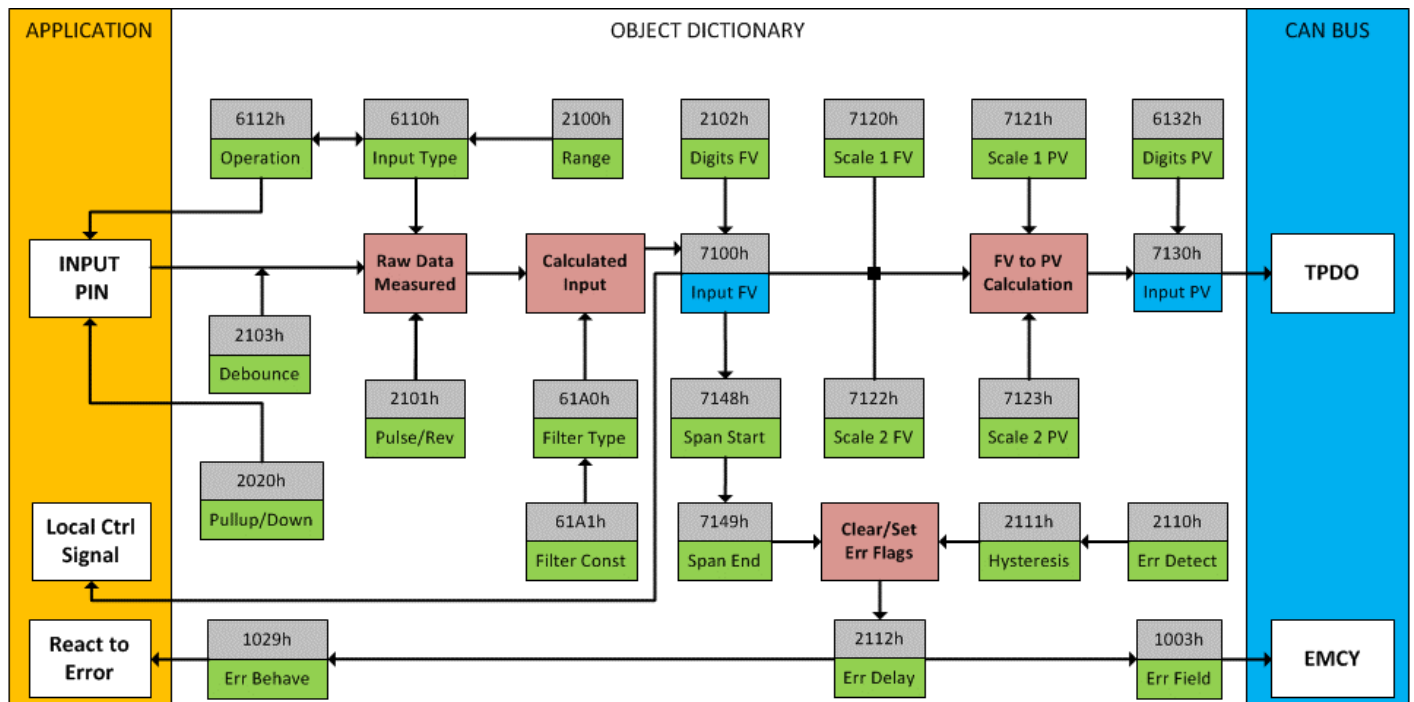 APPLICATION
OBJECT DICTIONARY
CAN BUS
6112h
Operation
6110h
Input Type
2100h
Range
2102h
Digits FV
7120h
Scale 1 FV
7121h
Scale 1 PV
6132h
Digits PV
INPUT
PIN
Raw Data
Measured
Calculated
Input
7100h
Input FV
FV to PV
Calculation
7130h
Input PV
TPDO
2103h
Debounce
2101h
Pulse/Rev
61A0h
Filter Type
7148h
Span Start
7122h
Scale 2 FV
7123h
Scale 2 PV
2020h
Pullup/Down
Local Ctrl
Signal
61A1h
Filter Const
7149h
Span End
Clear/Set
Err Flags
2111h
Hysteresis
2110h
Err Detect
React to
Error
1029h
Err Behave
2112h
Err Delay
1003h
Err Field
EMCY